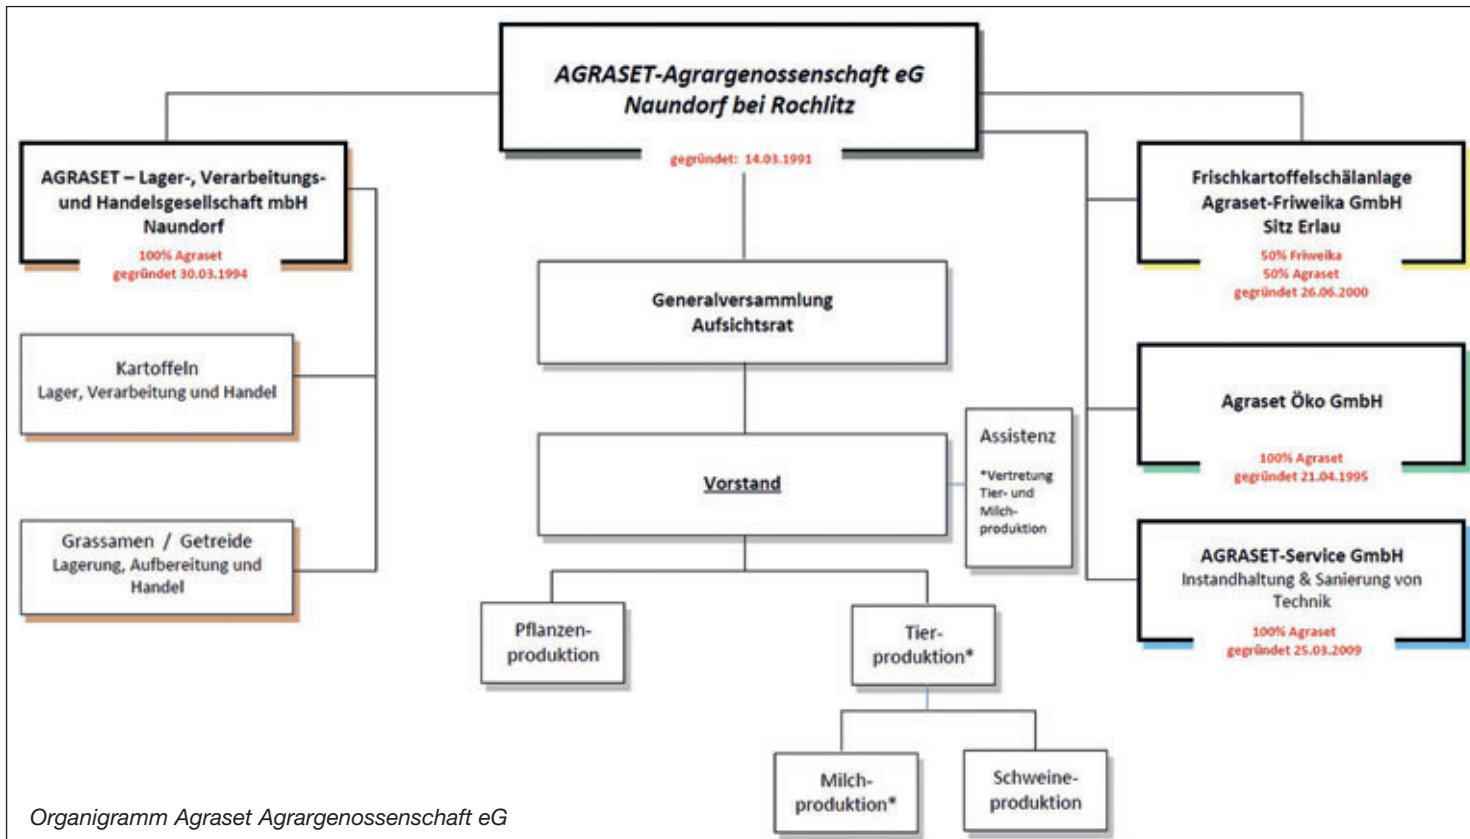 AGRASET-Agrargenossenschaft eG
Naundorf bei Rochlitz
gegründet: 14.03.1991
AGRASET – Lager-, Verarbeitungs-
und Handelsgesellschaft mbH
Naundorf
100% Agraset
gegründet 30.03.1994
Kartoffeln
Lager, Verarbeitung und Handel
Grassamen / Getreide
Lagerung, Aufbereitung und
Handel
Generalversammlung
Aufsichtsrat
Vorstand
Assistenz
*Vertretung
Tier- und
Milch-
produktion
Pflanzen-
produktion
Tier-
produktion*
Milch-
produktion*
Schweine-
produktion
Frischkartoffelschälanlage
Agraset-Friweika GmbH
Sitz Erlau
50% Friweika
50% Agraset
gegründet 26.06.2000
Agraset Öko GmbH
100% Agraset
gegründet 21.04.1995
AGRASET-Service GmbH
Instandhaltung & Sanierung von
Technik
100% Agraset
gegründet 25.03.2009
Organigramm Agraset Agrargenossenschaft eG